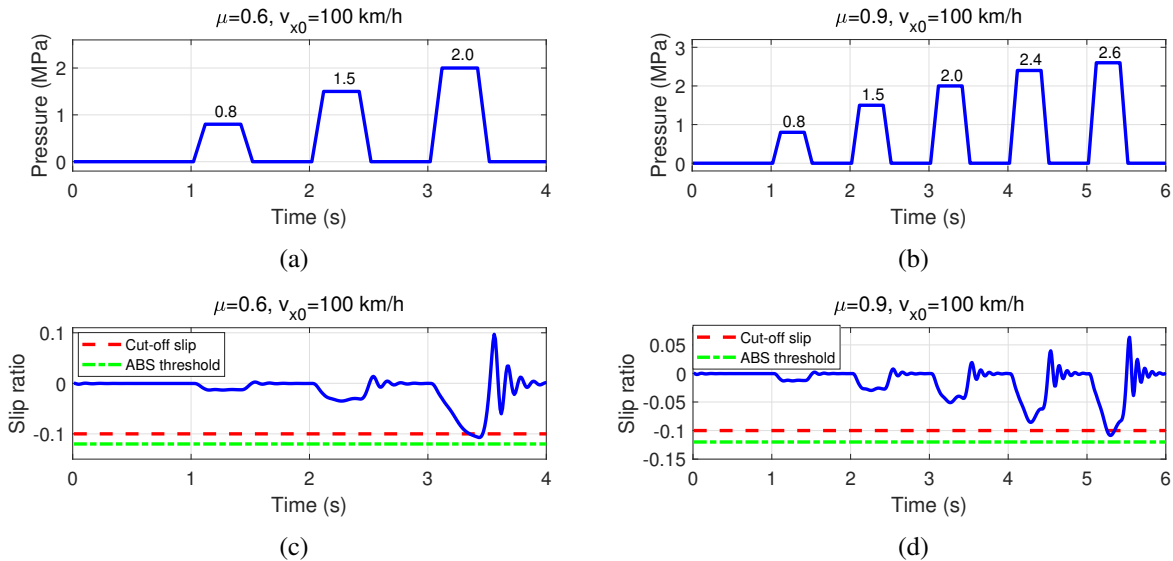 μ=0.6, vx0=100 km/h
Pressure (MPa)
2
1
0
0.8
1.5
2.0
0 1 2 3 4
Time (s)
(a)
μ=0.9, vx0=100 km/h
Pressure (MPa)
3
2
1
0
0.8
1.5
2.0
2.4
2.6
0 1 2 3 4 5 6
Time (s)
(b)
μ=0.6, vx0=100 km/h
Slip ratio
0.1
0
-0.1
Cut-off slip
ABS threshold
0 1 2 3 4
Time (s)
(c)
μ=0.9, vx0=100 km/h
Slip ratio
0.05
0
-0.05
-0.1
-0.15
Cut-off slip
ABS threshold
0 1 2 3 4 5 6
Time (s)
(d)